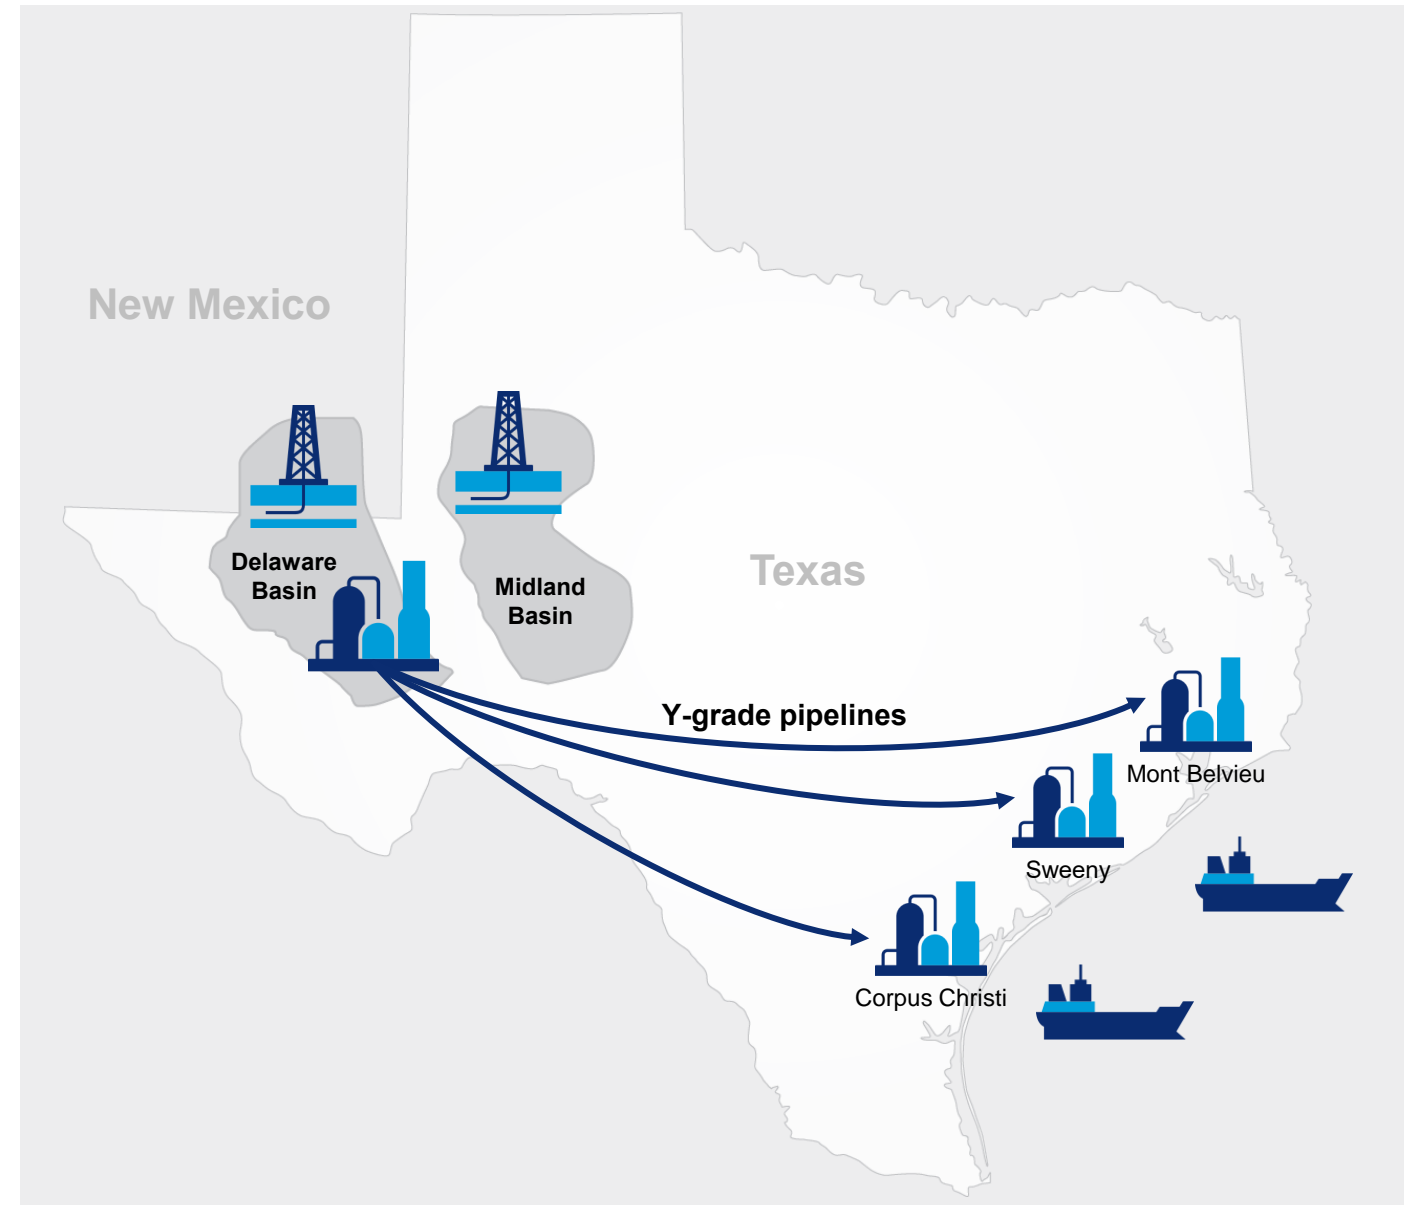 New Mexico
Delaware
Basin
Midland
Basin
Texas
Y-grade pipelines
Mont Belvieu
Sweeny
Corpus Christi